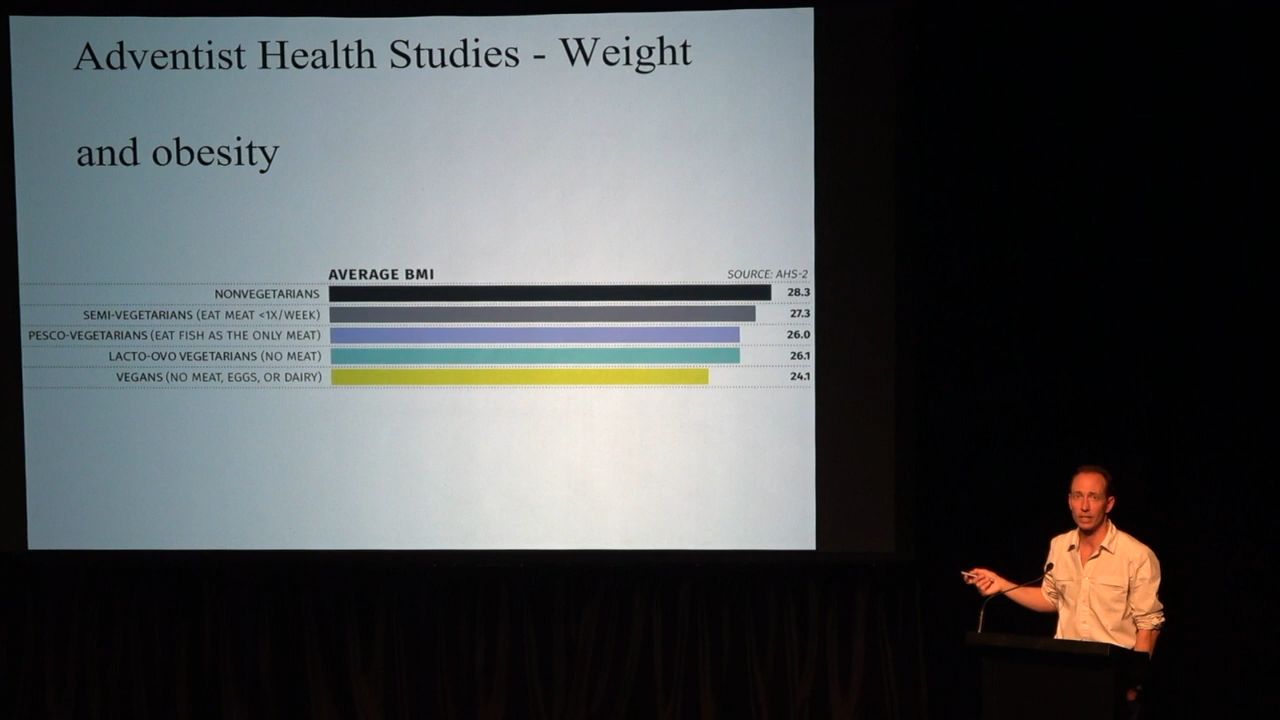 Adventist Health Studies - Weight
and obesity
AVERAGE BMI SOURCE: AHS-2
NONVEGETARIANS 28.3
SEMI-VEGETARIANS (EAT MEAT <1X/WEEK) 27.3
PESCO-VEGETARIANS (EAT FISH AS THE ONLY MEAT) 26.0
LACTO-OVO VEGETARIANS (NO MEAT) 26.1
VEGANS (NO MEAT, EGGS, OR DAIRY) 24.1